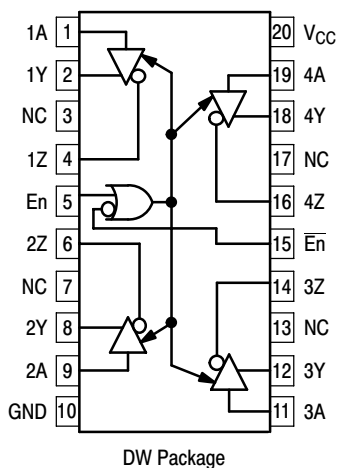 1A 1 20 VCC
1Y 2 19 4A
NC 3 18 4Y
1Z 4 17 NC
En 5 16 4Z
2Z 6 15 E̅n̅
NC 7 14 3Z
2Y 8 13 NC
2A 9 12 3Y
GND 10 11 3A
DW Package